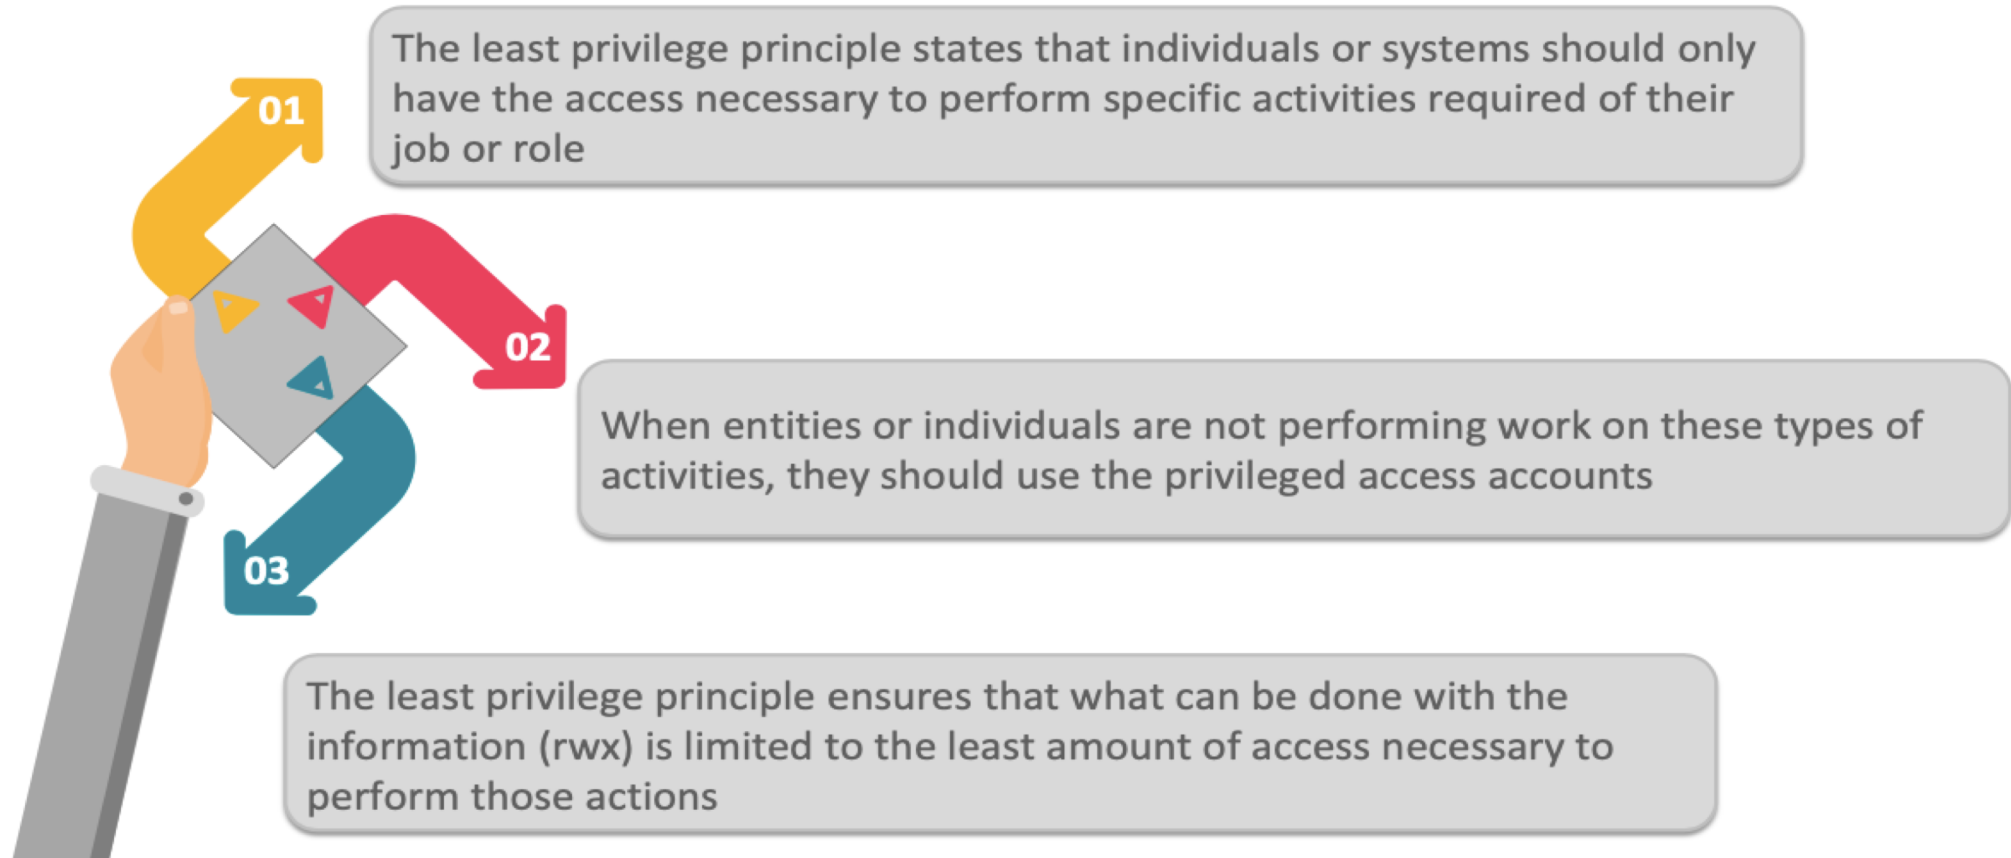 01
The least privilege principle states that individuals or systems should only
have the access necessary to perform specific activities required of their
job or role
02
When entities or individuals are not performing work on these types of
activities, they should use the privileged access accounts
03
The least privilege principle ensures that what can be done with the
information (rwx) is limited to the least amount of access necessary to
perform those actions